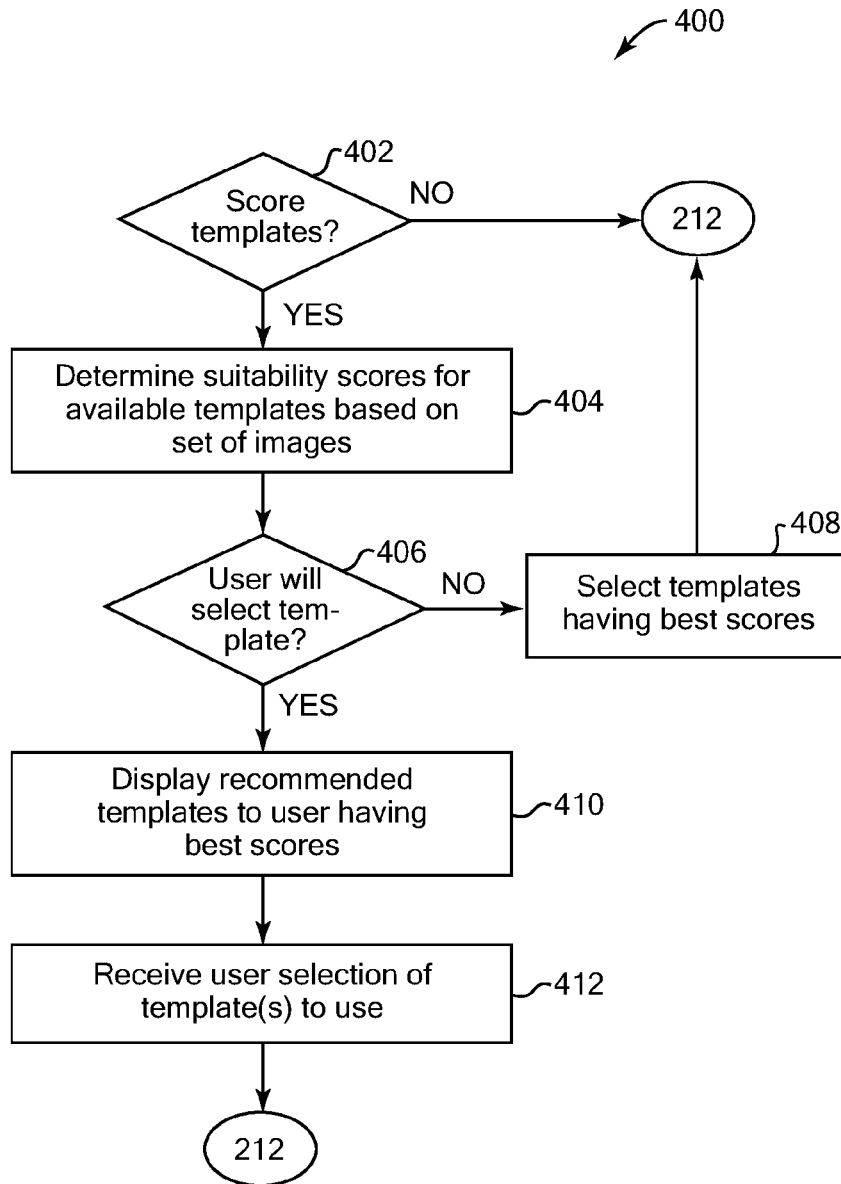 400
402
Score
templates?
NO
212
YES
Determine suitability scores for
available templates based on
set of images
404
406
User will
select tem-
plate?
NO
408
Select templates
having best scores
YES
Display recommended
templates to user having
best scores
410
Receive user selection of
template(s) to use
412
212